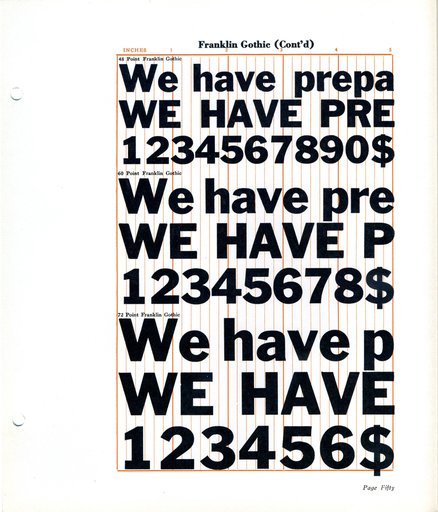 Franklin Gothic (Cont'd)
INCHES 1 2 3 4 5
48 Point Franklin Gothic
We have prepa
WE HAVE PRE
1234567890$
60 Point Franklin Gothic
We have pre
WE HAVE P
12345678$
72 Point Franklin Gothic
We have p
WE HAVE
123456$
Page Fifty